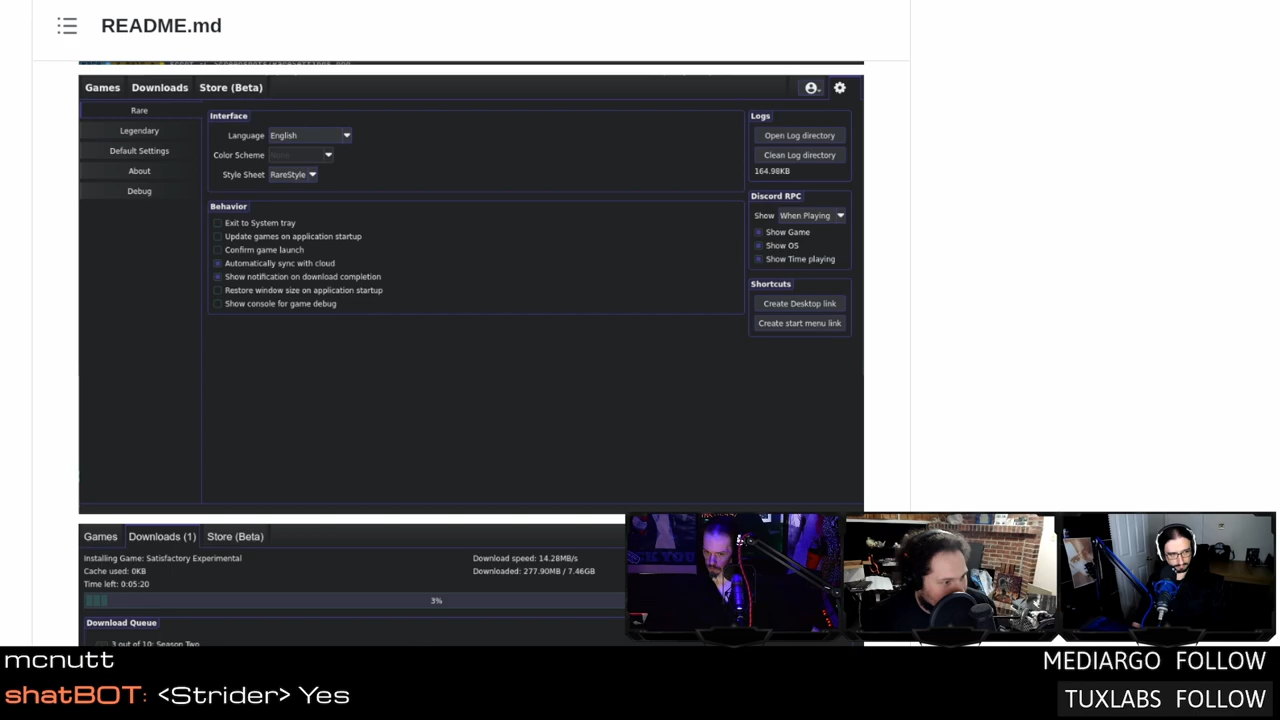 README.md
Games Downloads Store (Beta)
Rare
Legendary
Default Settings
About
Debug
Interface
Language English
Color Scheme
Style Sheet RareStyle
Behavior
Exit to System tray
Update games on application startup
Confirm game launch
Automatically sync with cloud
Show notification on download completion
Restore window size on application startup
Show console for game debug
Logs
Open Log directory
Clean Log directory
164.98KB
Discord RPC
Show When Playing
Show Game
Show OS
Show Time playing
Shortcuts
Create Desktop link
Create start menu link
Games Downloads (1) Store (Beta)
Installing Game: Satisfactory Experimental
Download speed: 14.28MB/s
Cache used: 0KB
Downloaded: 277.90MB / 7.46GB
Time left: 0:05:20
3%
Download Queue
3 out of 10: Season Two
mcnutt
shatBOT: <Strider> Yes
MEDIARGO FOLLOW
TUXLABS FOLLOW